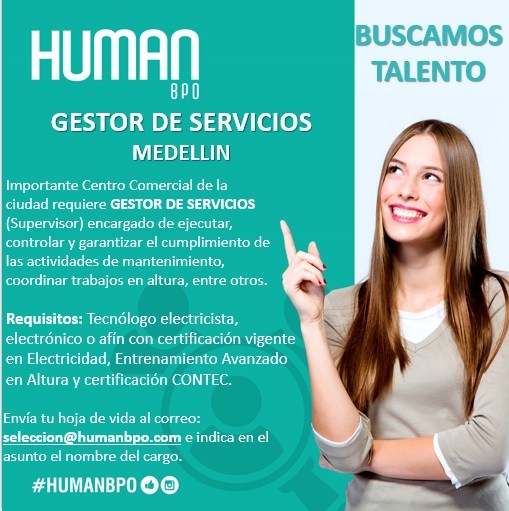 HUMAN
BPO
BUSCAMOS
TALENTO
GESTOR DE SERVICIOS
MEDELLIN
Importante Centro Comercial de la
ciudad requiere GESTOR DE SERVICIOS
(Supervisor) encargado de ejecutar,
controlar y garantizar el cumplimiento de
las actividades de mantenimiento,
coordinar trabajos en altura, entre otros.
Requisitos: Tecnólogo electricista,
electrónico o afín con certificación vigente
en Electricidad, Entrenamiento Avanzado
en Altura y certificación CONTEC.
Envía tu hoja de vida al correo:
seleccion@humanbpo.com e indica en el
asunto el nombre del cargo.
#HUMANBPO